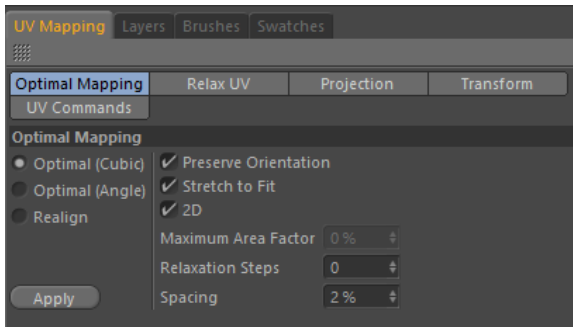 UV Mapping Layers Brushes Swatches
Optimal Mapping Relax UV Projection Transform
UV Commands
Optimal Mapping
Optimal (Cubic) Preserve Orientation
Optimal (Angle) Stretch to Fit
Realign 2D
Maximum Area Factor 0 %
Relaxation Steps 0
Apply Spacing 2 %